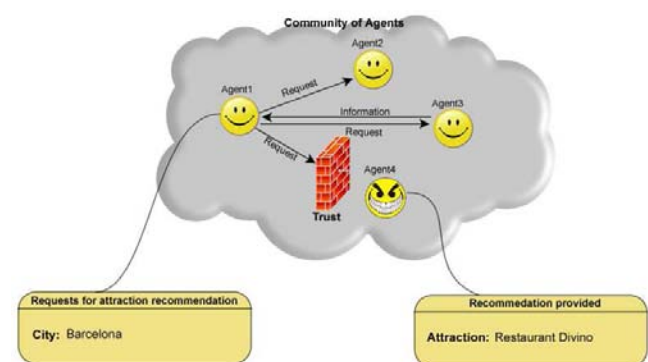 Community of Agents
Agent2
Agent1
Request
Information
Agent3
Request
Request
Agent4
Trust
Requests for attraction recommendation
City: Barcelona
Recommedation provided
Attraction: Restaurant Divino